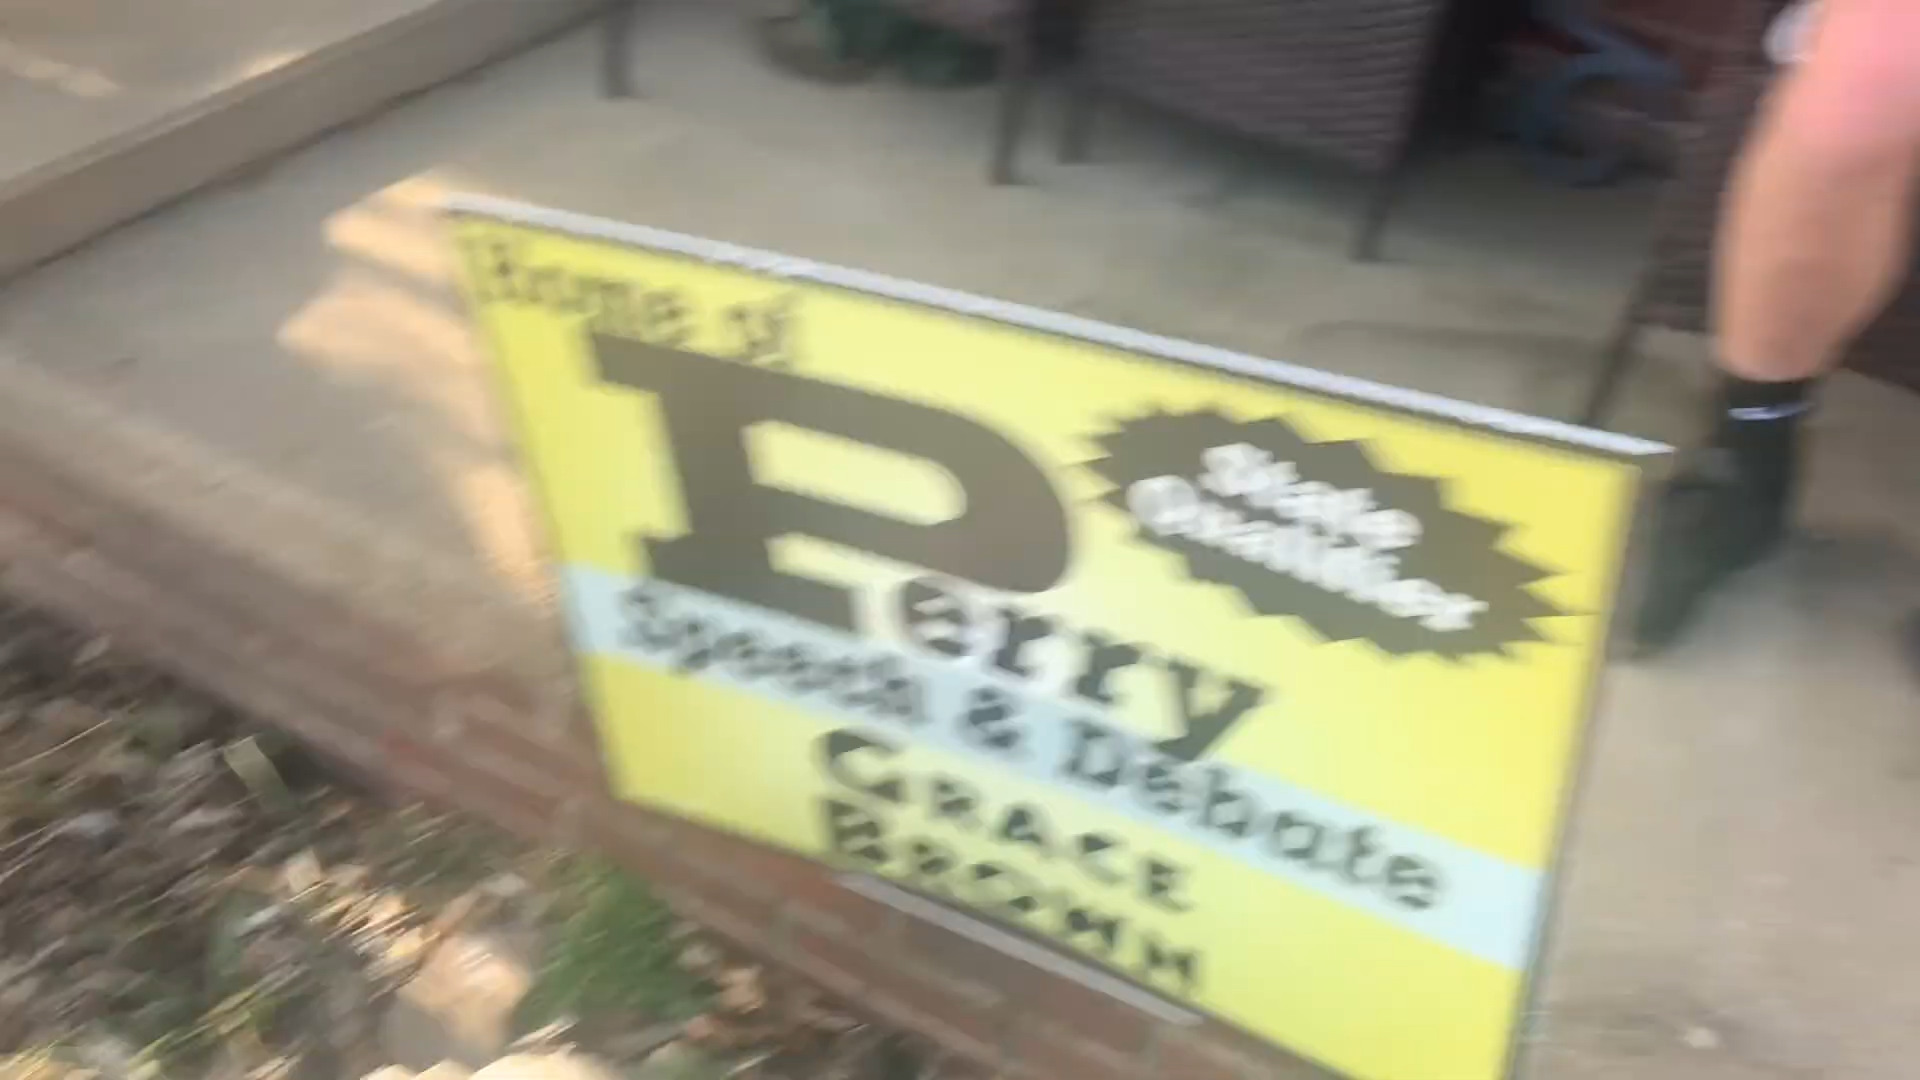 Home of
Perry
State
Qualifier
Speech & Debate
GRACE
BROWN